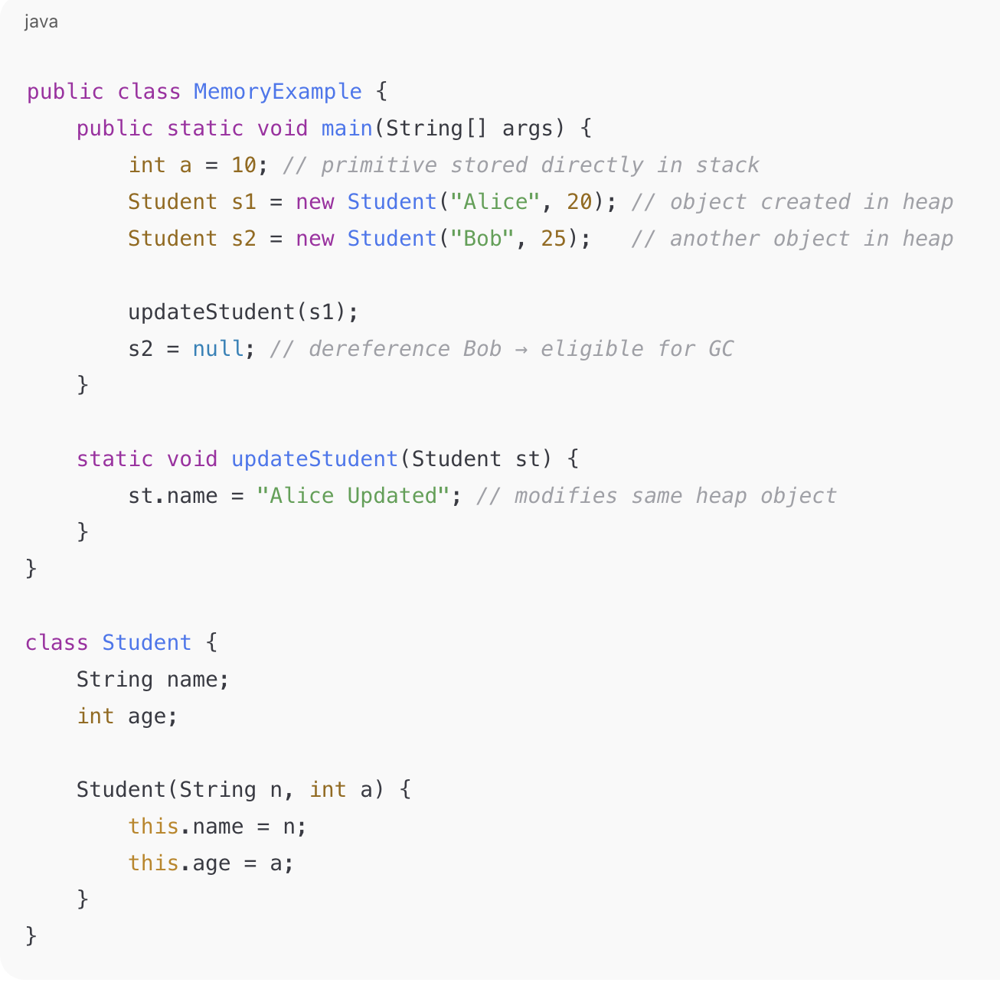 java
public class MemoryExample {
    public static void main(String[] args) {
        int a = 10; // primitive stored directly in stack
        Student s1 = new Student("Alice", 20); // object created in heap
        Student s2 = new Student("Bob", 25);   // another object in heap

        updateStudent(s1);
        s2 = null; // dereference Bob → eligible for GC
    }

    static void updateStudent(Student st) {
        st.name = "Alice Updated"; // modifies same heap object
    }
}

class Student {
    String name;
    int age;

    Student(String n, int a) {
        this.name = n;
        this.age = a;
    }
}